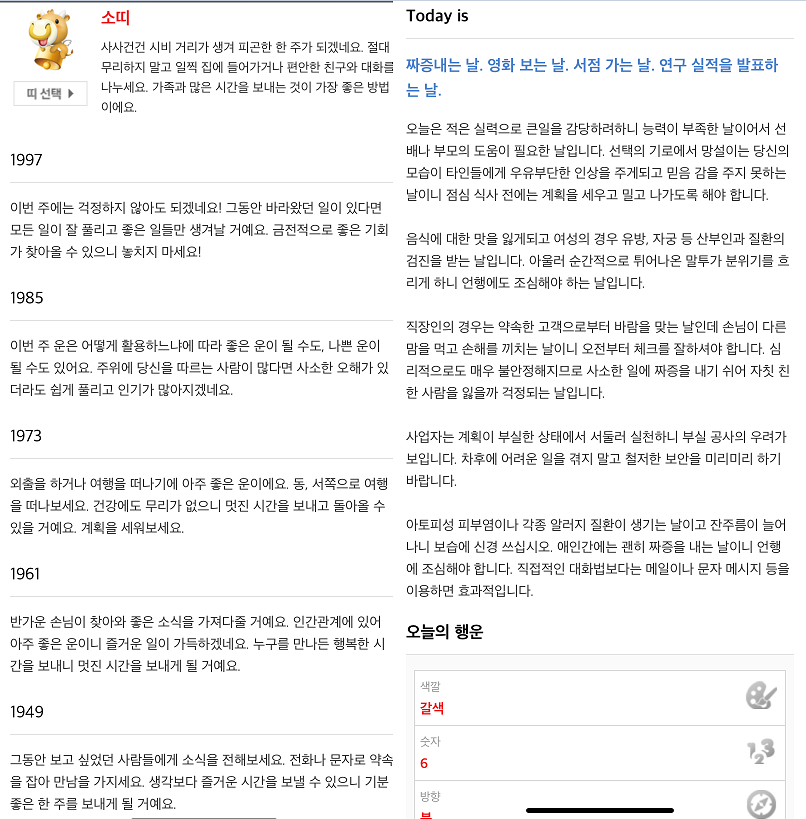 소띠
사사건건 시비 거리가 생겨 피곤한 한 주가 되겠네요. 절대
무리하지 말고 일찍 집에 들어가거나 편안한 친구와 대화를
나누세요. 가족과 많은 시간을 보내는 것이 가장 좋은 방법
이에요.
띠 선택
1997
이번 주에는 걱정하지 않아도 되겠네요! 그동안 바라왔던 일이 있다면
모든 일이 잘 풀리고 좋은 일들만 생겨날 거예요. 금전적으로 좋은 기회
가 찾아올 수 있으니 놓치지 마세요!
1985
이번 주 운은 어떻게 활용하느냐에 따라 좋은 운이 될 수도, 나쁜 운이
될 수도 있어요. 주위에 당신을 따르는 사람이 많다면 사소한 오해가 있
더라도 쉽게 풀리고 인기가 많아지겠네요.
1973
외출을 하거나 여행을 떠나기에 아주 좋은 운이에요. 동, 서쪽으로 여행
을 떠나보세요. 건강에도 무리가 없으니 멋진 시간을 보내고 돌아올 수
있을 거예요. 계획을 세워보세요.
1961
반가운 손님이 찾아와 좋은 소식을 가져다줄 거예요. 인간관계에 있어
아주 좋은 운이니 즐거운 일이 가득하겠네요. 누구를 만나든 행복한 시
간을 보내니 멋진 시간을 보내게 될 거예요.
1949
그동안 보고 싶었던 사람들에게 소식을 전해보세요. 전화나 문자로 약속
을 잡아 만남을 가지세요. 생각보다 즐거운 시간을 보낼 수 있으니 기분
좋은 한 주를 보내게 될 거예요.
Today is
짜증내는 날. 영화 보는 날. 서점 가는 날. 연구 실적을 발표하
는 날.
오늘은 적은 실력으로 큰일을 감당하려하니 능력이 부족한 날이어서 선
배나 부모의 도움이 필요한 날입니다. 선택의 기로에서 망설이는 당신의
모습이 타인들에게 우유부단한 인상을 주게되고 믿음 감을 주지 못하는
날이니 점심 식사 전에는 계획을 세우고 밀고 나가도록 해야 합니다.
음식에 대한 맛을 잃게되고 여성의 경우 유방, 자궁 등 산부인과 질환의
검진을 받는 날입니다. 아울러 순간적으로 튀어나온 말투가 분위기를 흐
리게 하니 언행에도 조심해야 하는 날입니다.
직장인의 경우는 약속한 고객으로부터 바람을 맞는 날인데 손님이 다른
맘을 먹고 손해를 끼치는 날이니 오전부터 체크를 잘하셔야 합니다. 심
리적으로도 매우 불안정해지므로 사소한 일에 짜증을 내기 쉬어 자칫 친
한 사람을 잃을까 걱정되는 날입니다.
사업자는 계획이 부실한 상태에서 서둘러 실천하니 부실 공사의 우려가
보입니다. 차후에 어려운 일을 겪지 말고 철저한 보안을 미리미리 하기
바랍니다.
아토피성 피부염이나 각종 알러지 질환이 생기는 날이고 잔주름이 늘어
나니 보습에 신경 쓰십시오. 애인간에는 괜히 짜증을 내는 날이니 언행
에 조심해야 합니다. 직접적인 대화법보다는 메일이나 문자 메시지 등을
이용하면 효과적입니다.
오늘의 행운
색깔
갈색
숫자
6
방향